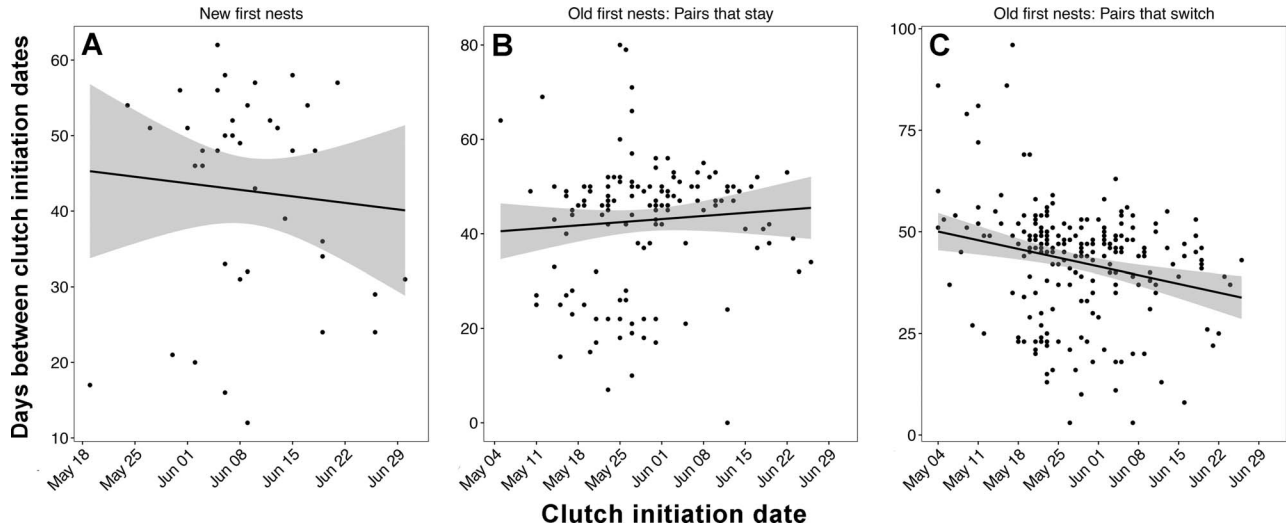 New first nests
Old first nests: Pairs that stay
Old first nests: Pairs that switch
A
B
C
Days between clutch initiation dates
60
50
40
30
20
10
80
60
40
20
0
100
75
50
25
0
May 18
May 25
Jun 01
Jun 08
Jun 15
Jun 22
Jun 29
May 04
May 11
May 18
May 25
Jun 01
Jun 08
Jun 15
Jun 22
Jun 29
May 04
May 11
May 18
May 25
Jun 01
Jun 08
Jun 15
Jun 22
Jun 29
Clutch initiation date